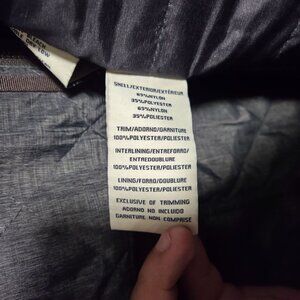 SHELL/EXTERIOR/EXTÉRIEUR
65%NYLON
35%POLYESTER
65%NYLON
35%POLYESTER
TRIM/ADORNO/GARNITURE
100%POLYESTER/POLIESTER
INTERLINING/ENTREFORRO/
ENTREDOUBLURE
100%POLYESTER/POLIESTER
LINING/FORRO/DOUBLURE
100%POLYESTER/POLIESTER
EXCLUSIVE OF TRIMMING
ADORNO NO INCLUIDO
GARNITURE NON COMPRISE